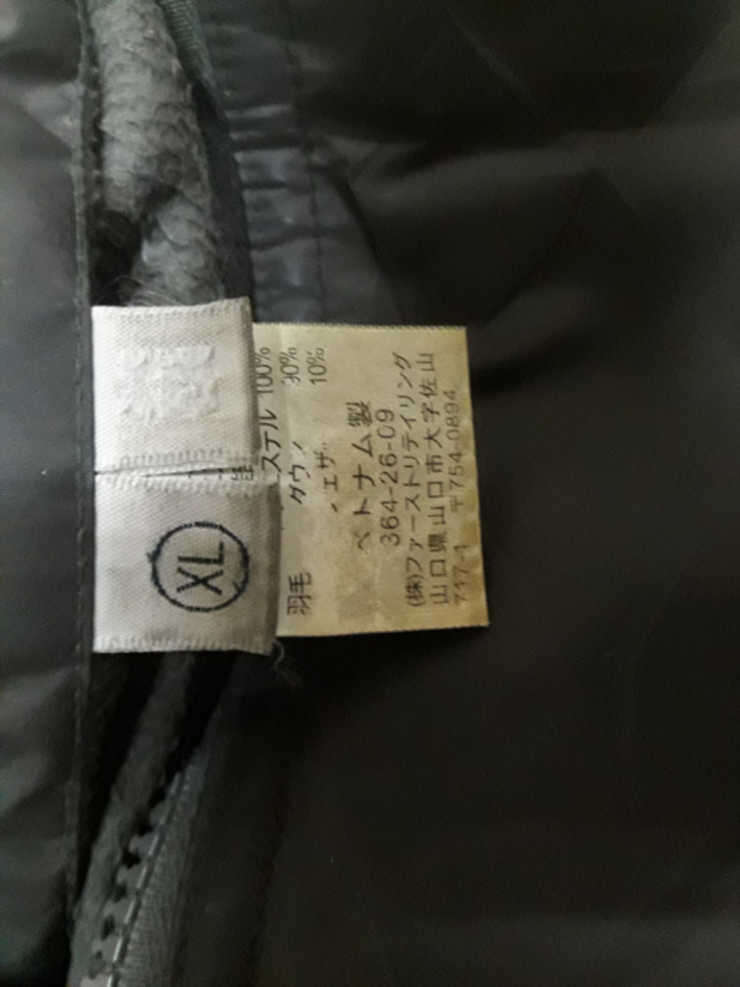 XL
ステル 100%
ダウン 90%
羽毛 ェザー 10%
ベトナム製
364-26-09
(株)ファーストリテイリング
山口県山口市大字佐山
717-1 〒754-0894